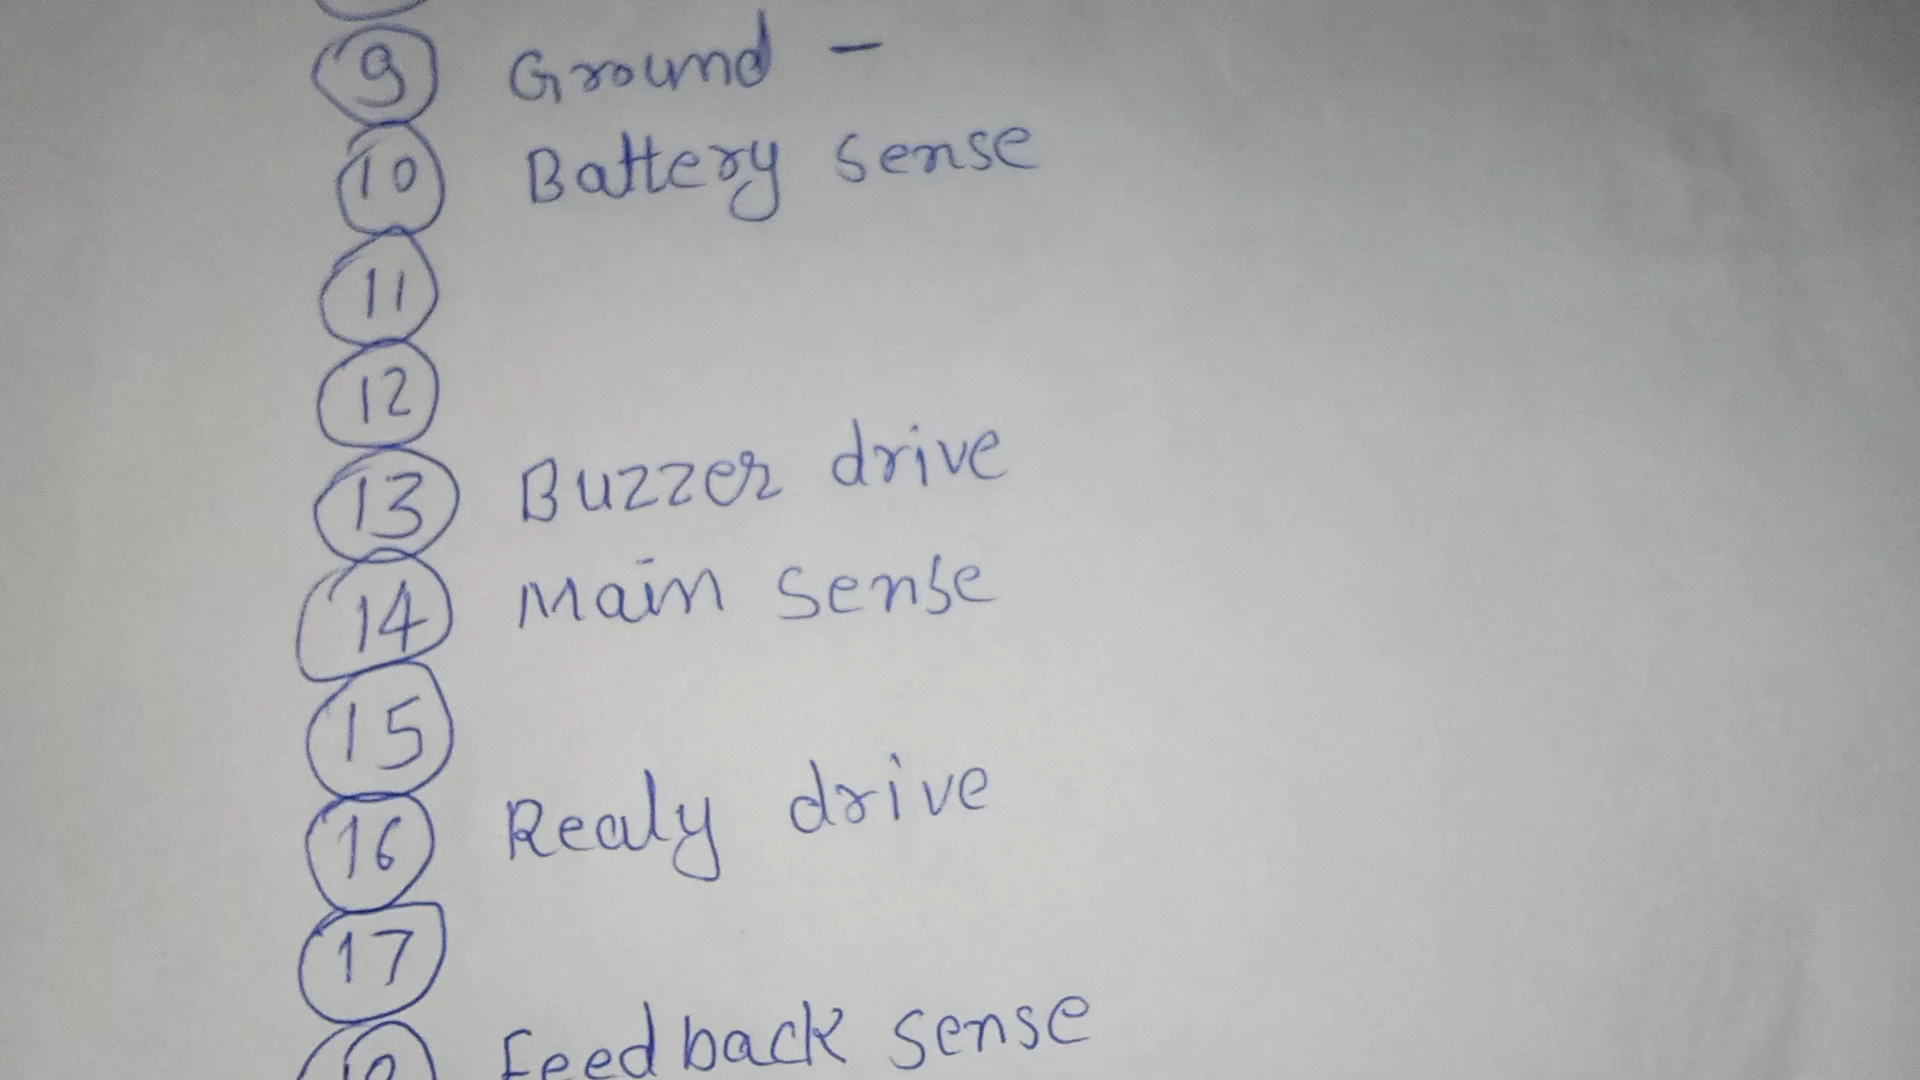 9 Ground -
10 Battery sense
11
12
13 Buzzer drive
14 Main sense
15
16 Realy drive
17
Feedback sense